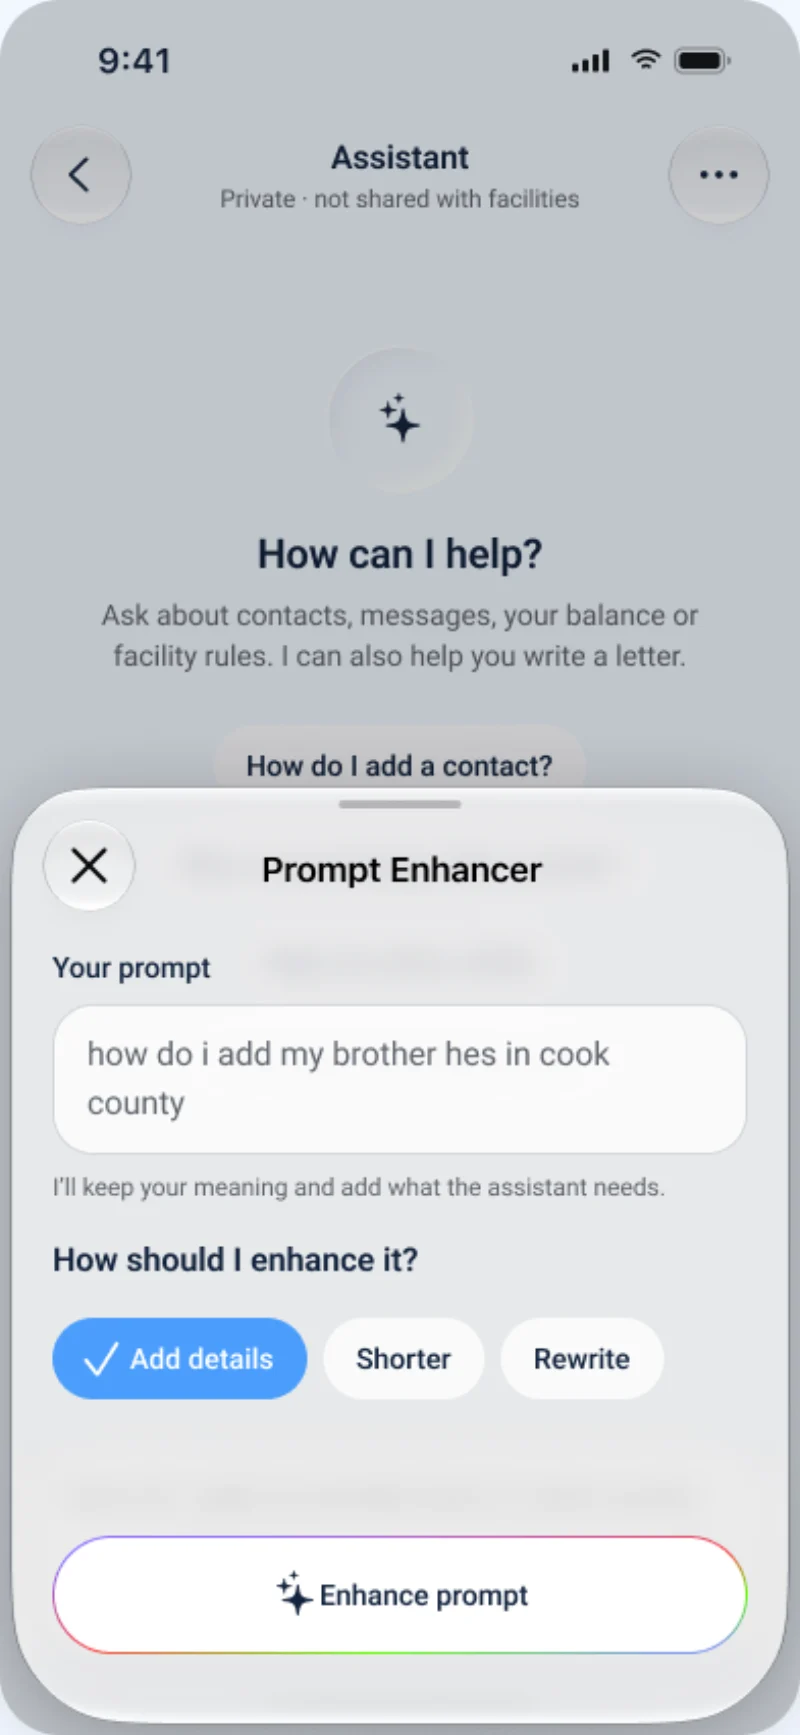 9:41
Assistant
Private · not shared with facilities
How can I help?
Ask about contacts, messages, your balance or
facility rules. I can also help you write a letter.
How do I add a contact?
Prompt Enhancer
Your prompt
how do i add my brother hes in cook
county
I'll keep your meaning and add what the assistant needs.
How should I enhance it?
Add details
Shorter
Rewrite
Enhance prompt